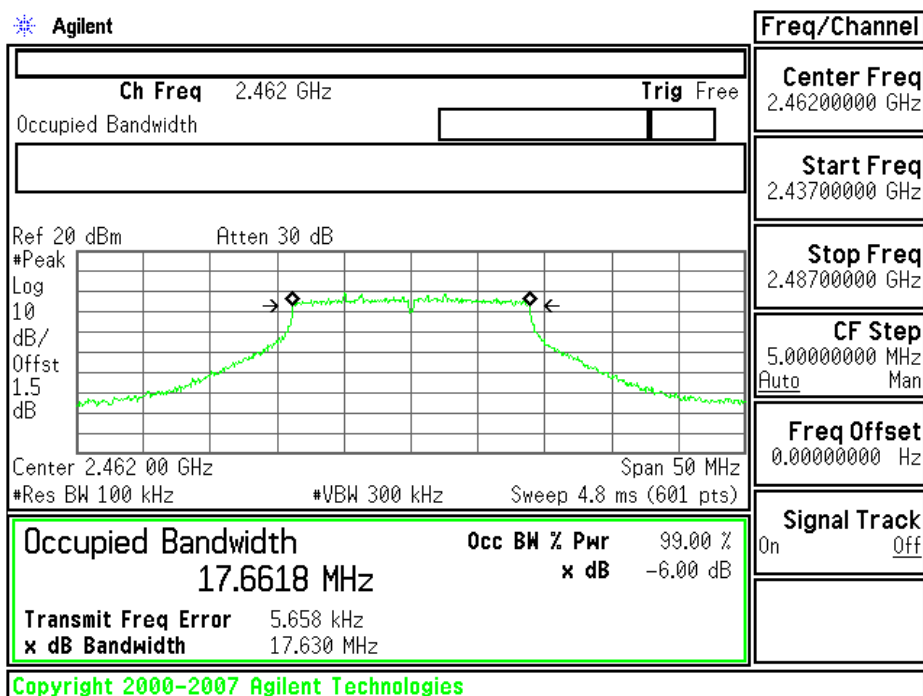 Agilent
Freq/Channel
Ch Freq 2.462 GHz Trig Free
Occupied Bandwidth
Center Freq
2.46200000 GHz
Start Freq
2.43700000 GHz
Stop Freq
2.48700000 GHz
CF Step
5.00000000 MHz
Auto Man
Freq Offset
0.00000000 Hz
Signal Track
On Off
Ref 20 dBm Atten 30 dB
#Peak
Log
10
dB/
Offst
1.5
dB
Center 2.462 00 GHz Span 50 MHz
#Res BW 100 kHz #VBW 300 kHz Sweep 4.8 ms (601 pts)
Occupied Bandwidth
17.6618 MHz
Occ BW % Pwr 99.00 %
x dB -6.00 dB
Transmit Freq Error 5.658 kHz
x dB Bandwidth 17.630 MHz
Copyright 2000-2007 Agilent Technologies